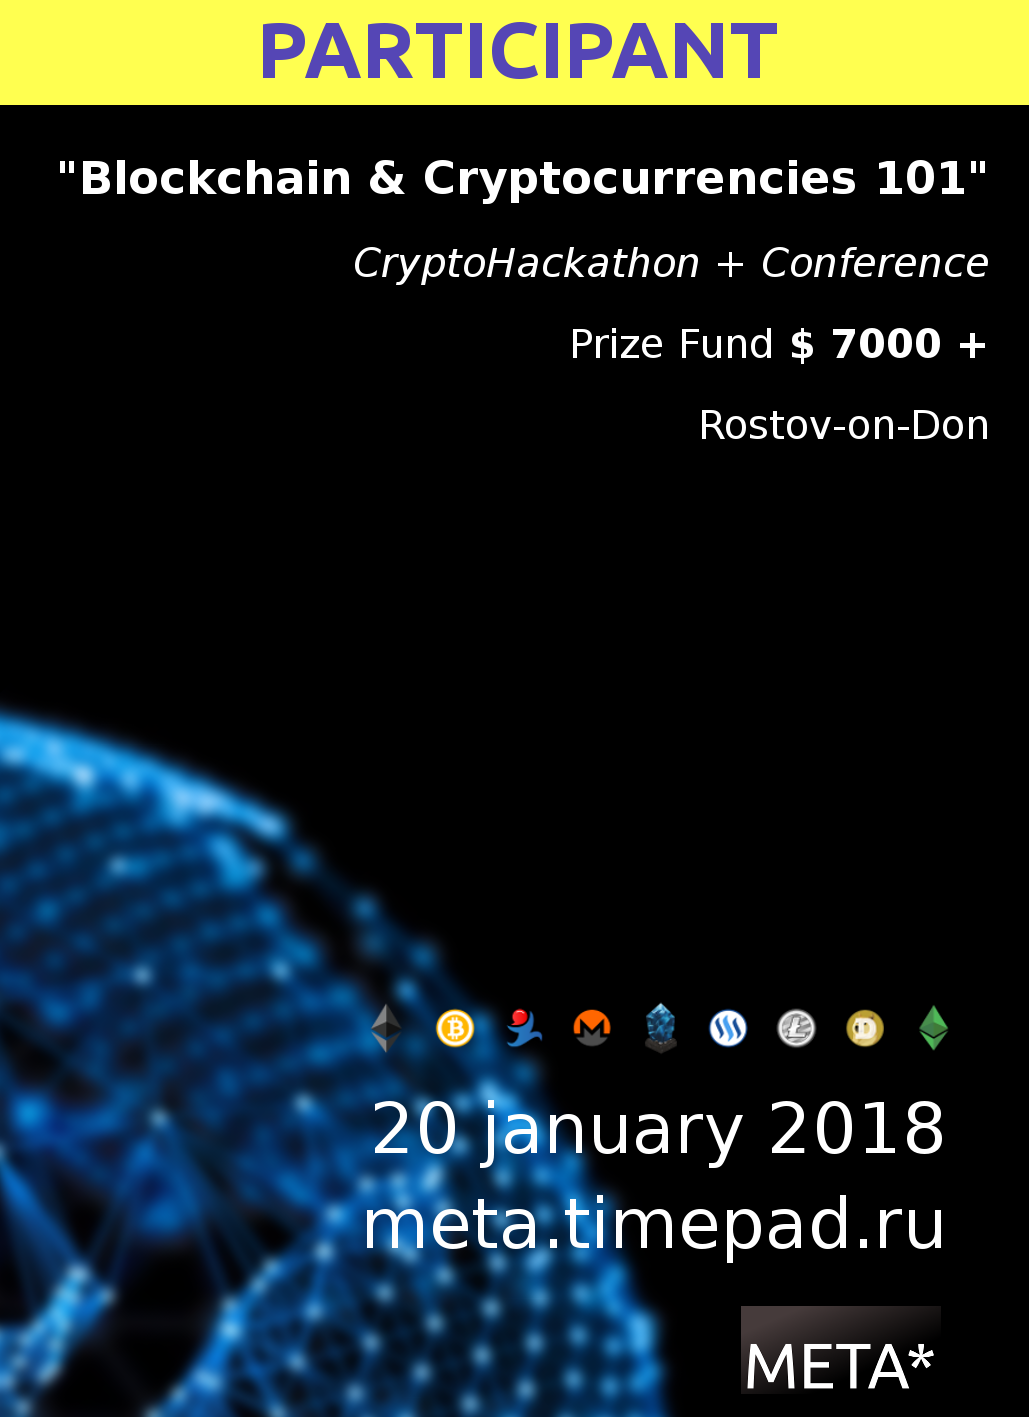 PARTICIPANT
"Blockchain & Cryptocurrencies 101"
CryptoHackathon + Conference
Prize Fund $ 7000 +
Rostov-on-Don
20 january 2018
meta.timepad.ru
META*